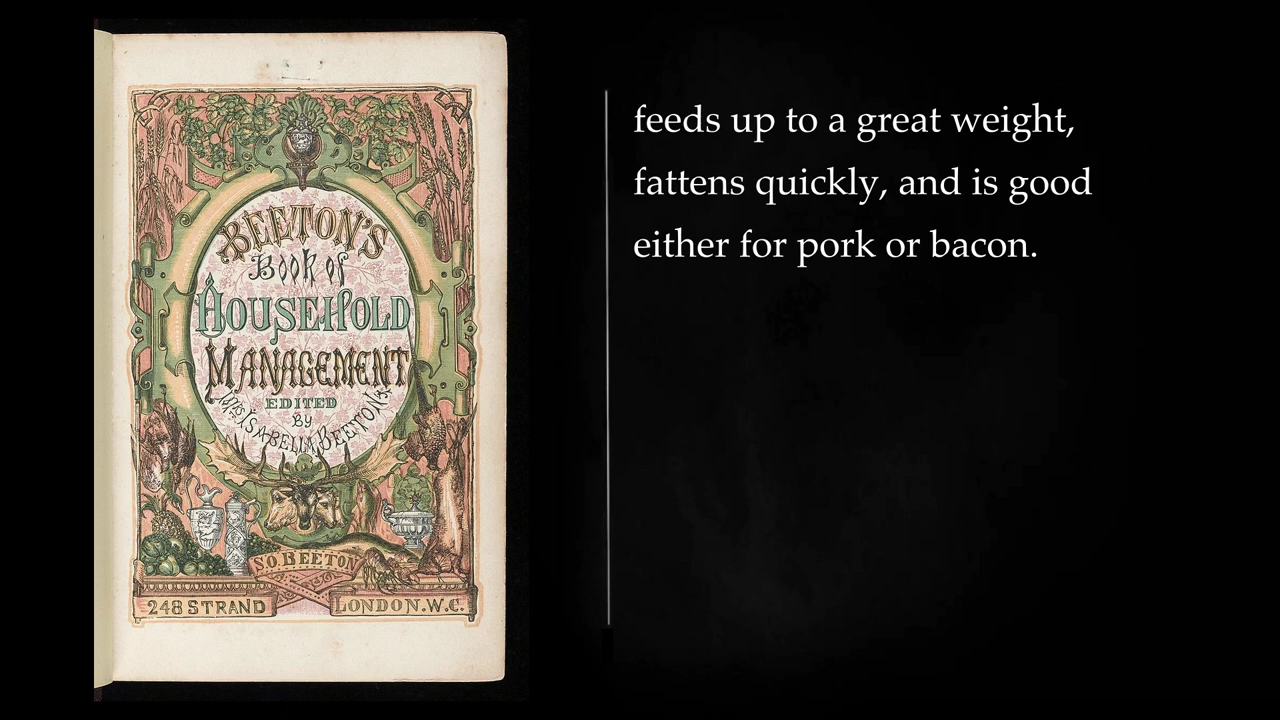 BEETON'S
Book of
HOUSEHOLD
MANAGEMENT
EDITED
BY
MRS ISABELLA BEETON
S.O. BEETON
248 STRAND
LONDON. W.C.
feeds up to a great weight,
fattens quickly, and is good
either for pork or bacon.